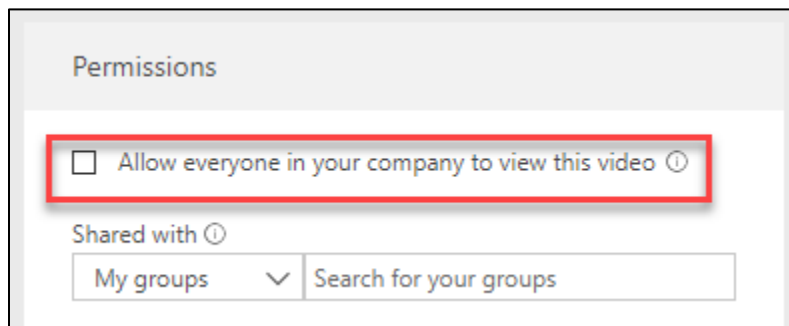 Permissions
Allow everyone in your company to view this video
Shared with
My groups
Search for your groups